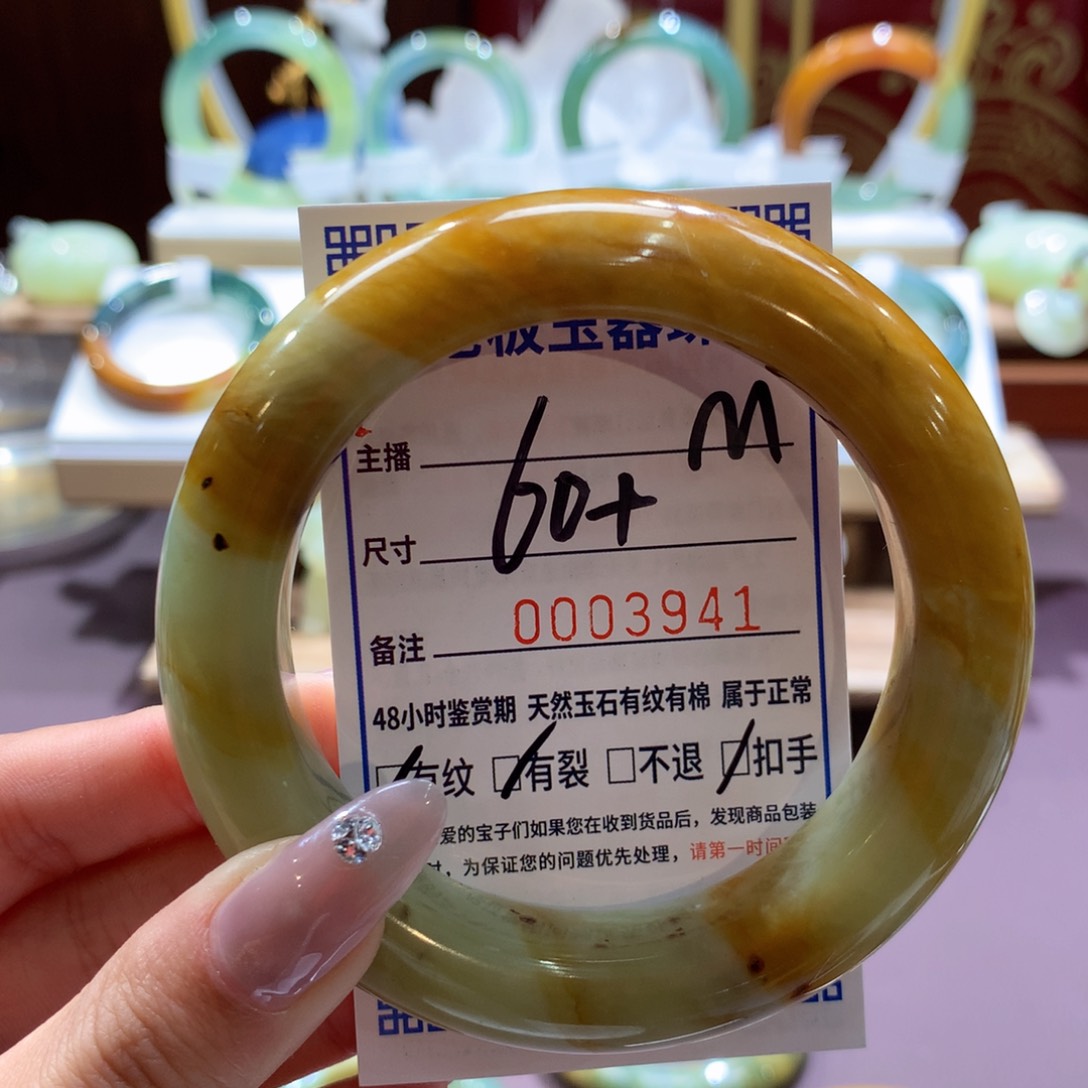 板玉器
M
主播
60+
尺寸
0003941
备注
48小时鉴赏期 天然玉石有纹有棉 属于正常
□有纹 □有裂 □不退 □扣手
爱的宝子们如果您在收到货品后，发现商品包装
时，为保证您的问题优先处理，请第一时间